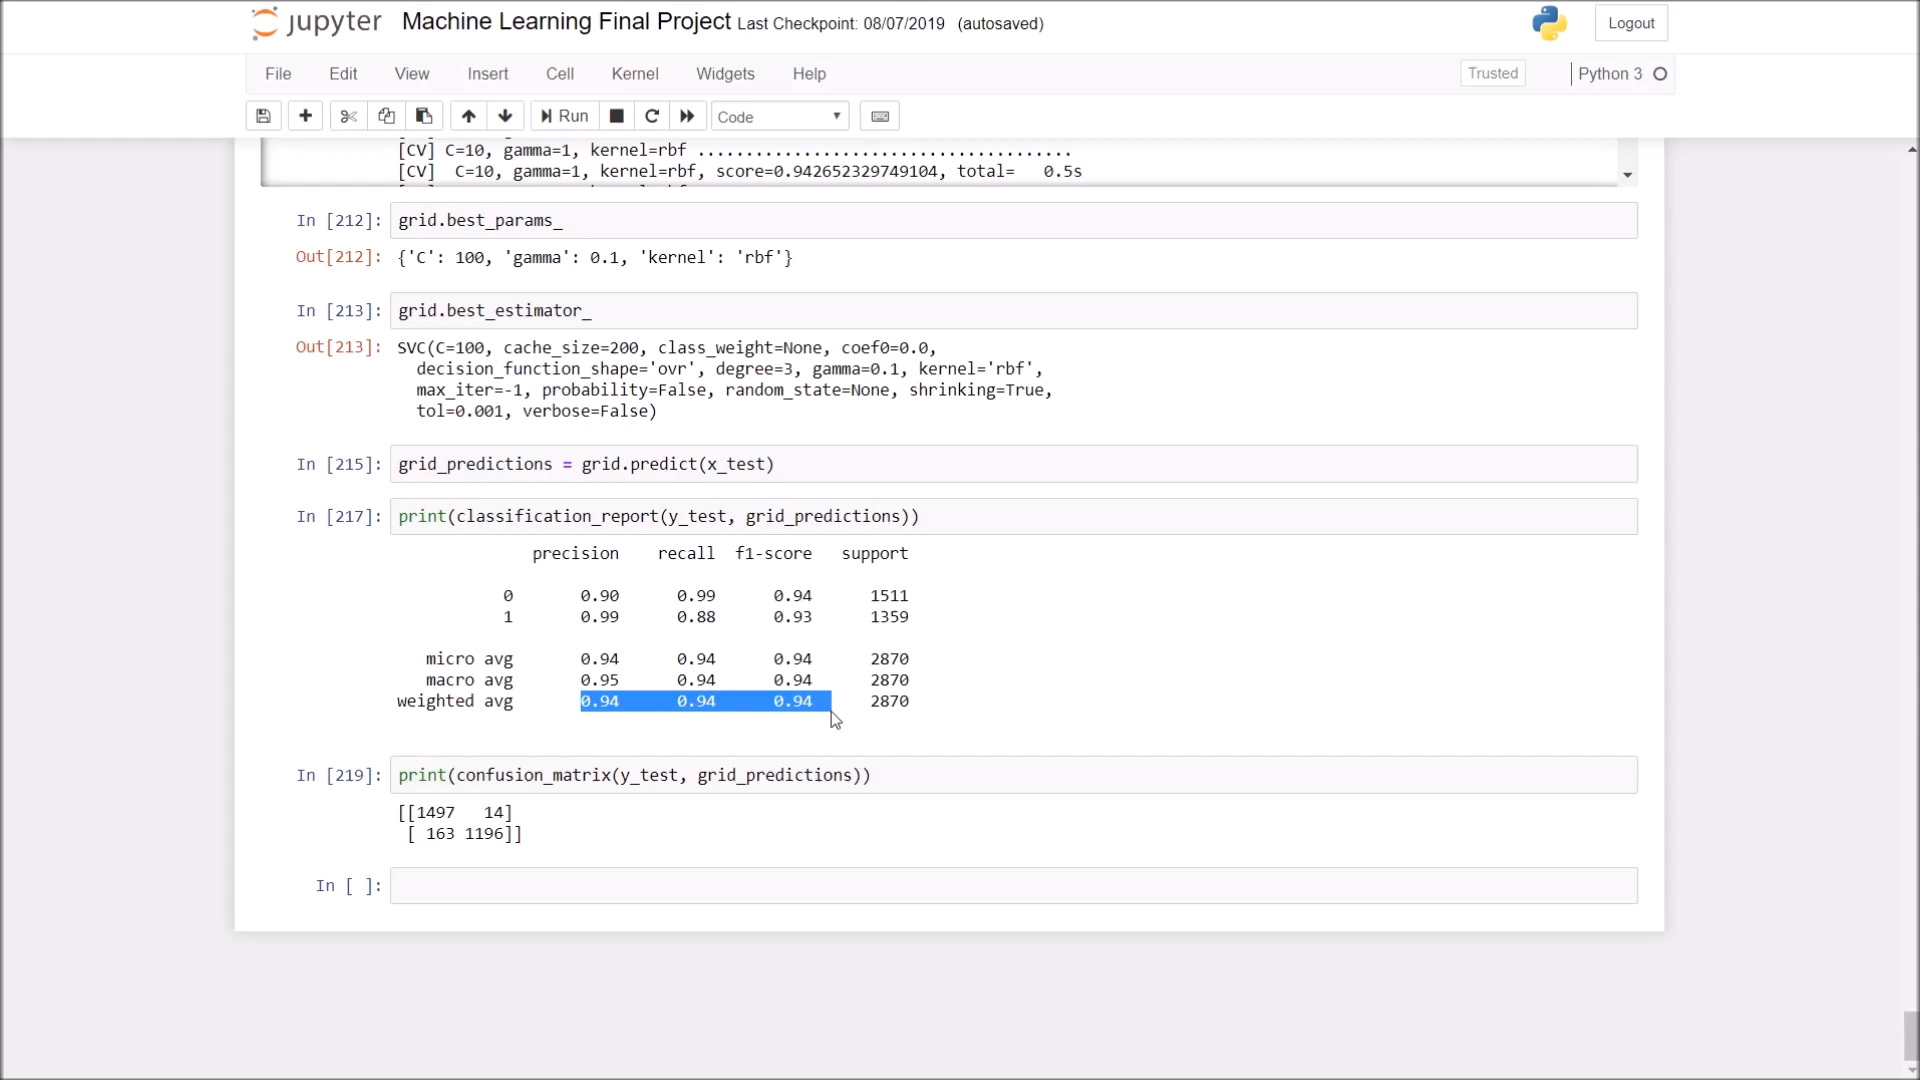 jupyter Machine Learning Final Project Last Checkpoint: 08/07/2019 (autosaved) Logout
File Edit View Insert Cell Kernel Widgets Help Trusted Python 3
Run Code
[CV] C=10, gamma=1, kernel=rbf .......................................
[CV]  C=10, gamma=1, kernel=rbf, score=0.942652329749104, total=   0.5s
In [212]: grid.best_params_
Out[212]: {'C': 100, 'gamma': 0.1, 'kernel': 'rbf'}
In [213]: grid.best_estimator_
Out[213]: SVC(C=100, cache_size=200, class_weight=None, coef0=0.0,
decision_function_shape='ovr', degree=3, gamma=0.1, kernel='rbf',
max_iter=-1, probability=False, random_state=None, shrinking=True,
tol=0.001, verbose=False)
In [215]: grid_predictions = grid.predict(x_test)
In [217]: print(classification_report(y_test, grid_predictions))
precision recall f1-score support
0 0.90 0.99 0.94 1511
1 0.99 0.88 0.93 1359
micro avg 0.94 0.94 0.94 2870
macro avg 0.95 0.94 0.94 2870
weighted avg 0.94 0.94 0.94 2870
In [219]: print(confusion_matrix(y_test, grid_predictions))
[[1497   14]
[ 163 1196]]
In [ ]: